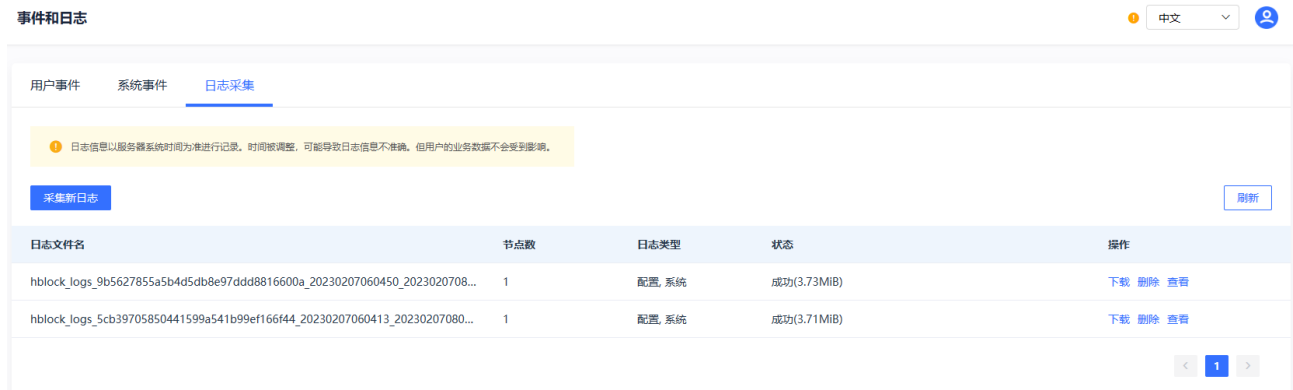 事件和日志
中文
用户事件 系统事件 日志采集
日志信息以服务器系统时间为准进行记录。时间被调整，可能导致日志信息不准确。但用户的业务数据不会受到影响。
采集新日志 刷新
日志文件名 节点数 日志类型 状态 操作
hblock_logs_9b5627855a5b4d5db8e97ddd8816600a_20230207060450_2023020708... 1 配置, 系统 成功(3.73MiB) 下载 删除 查看
hblock_logs_5cb39705850441599a541b99ef166f44_20230207060413_20230207080... 1 配置, 系统 成功(3.71MiB) 下载 删除 查看
< 1 >